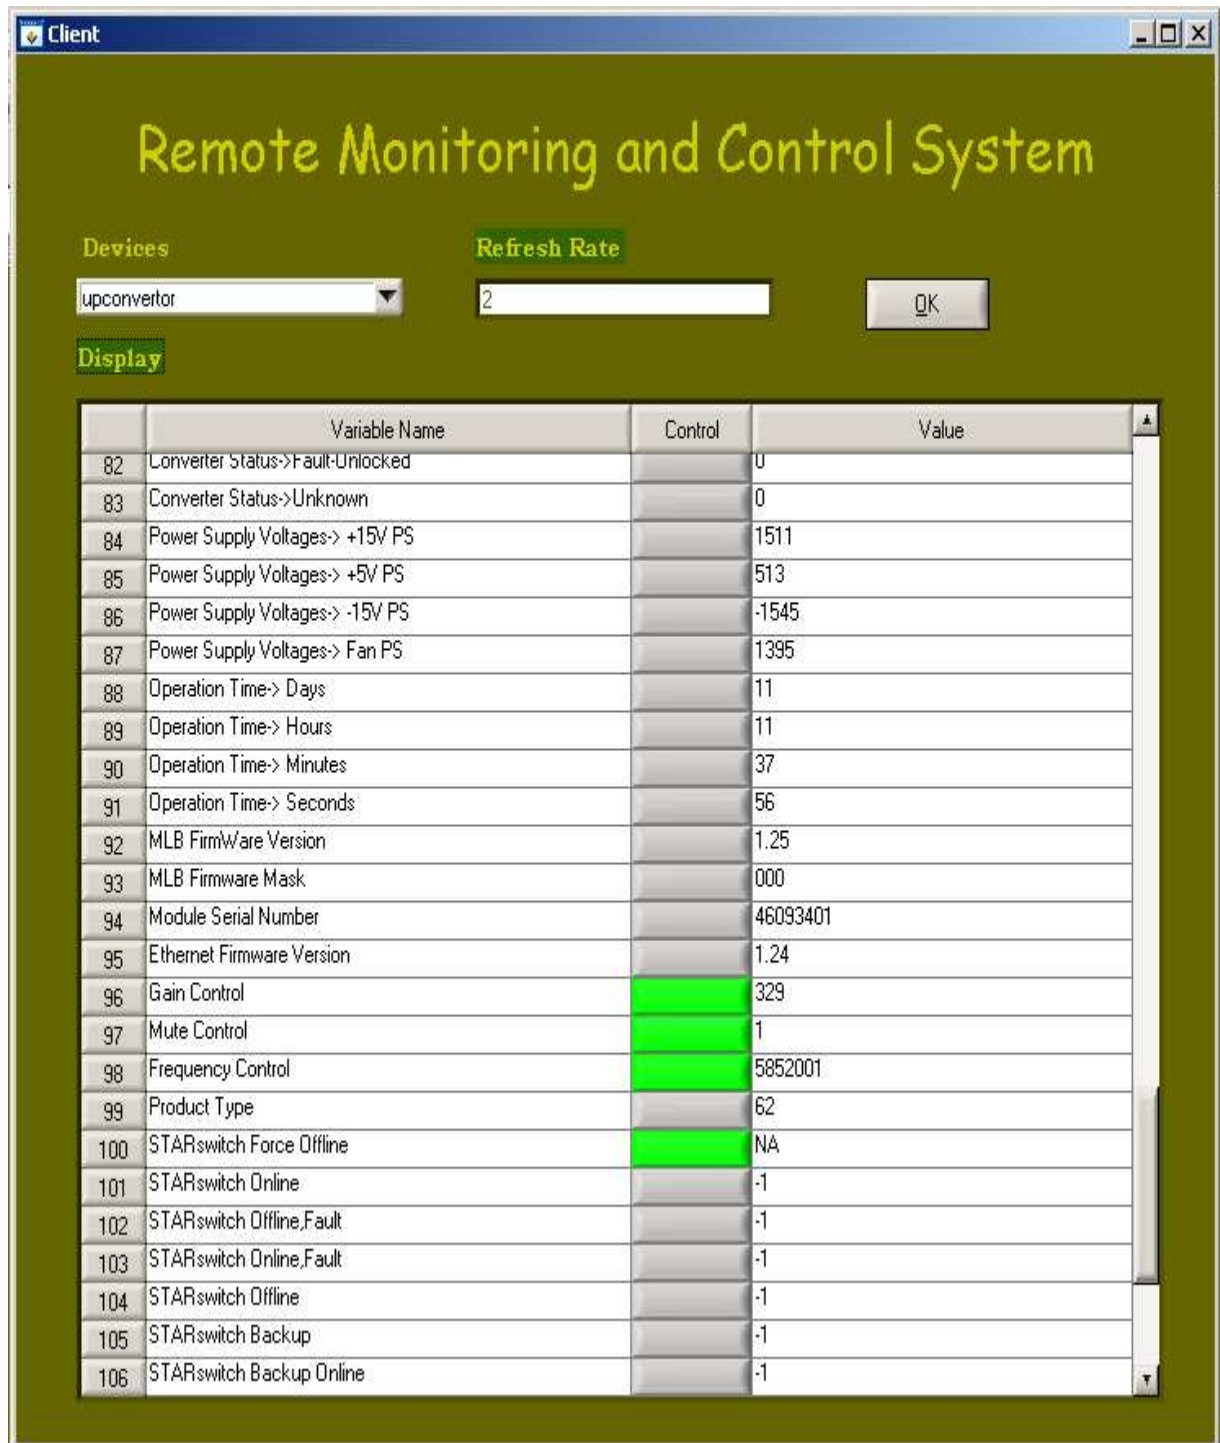 Client
Remote Monitoring and Control System
Devices Refresh Rate
upconvertor 2 OK
Display
Variable Name Control Value
82 Converter Status->Fault-Unlocked 0
83 Converter Status->Unknown 0
84 Power Supply Voltages-> +15V PS 1511
85 Power Supply Voltages-> +5V PS 513
86 Power Supply Voltages-> -15V PS -1545
87 Power Supply Voltages-> Fan PS 1395
88 Operation Time-> Days 11
89 Operation Time-> Hours 11
90 Operation Time-> Minutes 37
91 Operation Time-> Seconds 56
92 MLB FirmWare Version 1.25
93 MLB Firmware Mask 000
94 Module Serial Number 46093401
95 Ethernet Firmware Version 1.24
96 Gain Control 329
97 Mute Control 1
98 Frequency Control 5852001
99 Product Type 62
100 STARswitch Force Offline NA
101 STARswitch Online -1
102 STARswitch Offline,Fault -1
103 STARswitch Online,Fault -1
104 STARswitch Offline -1
105 STARswitch Backup -1
106 STARswitch Backup Online -1